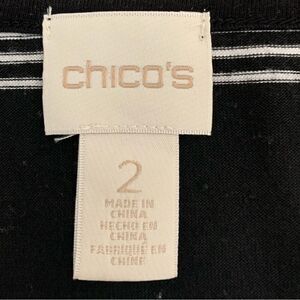 chico's
2
MADE IN
CHINA
HECHO EN
CHINA
FABRIQUÉ EN
CHINE